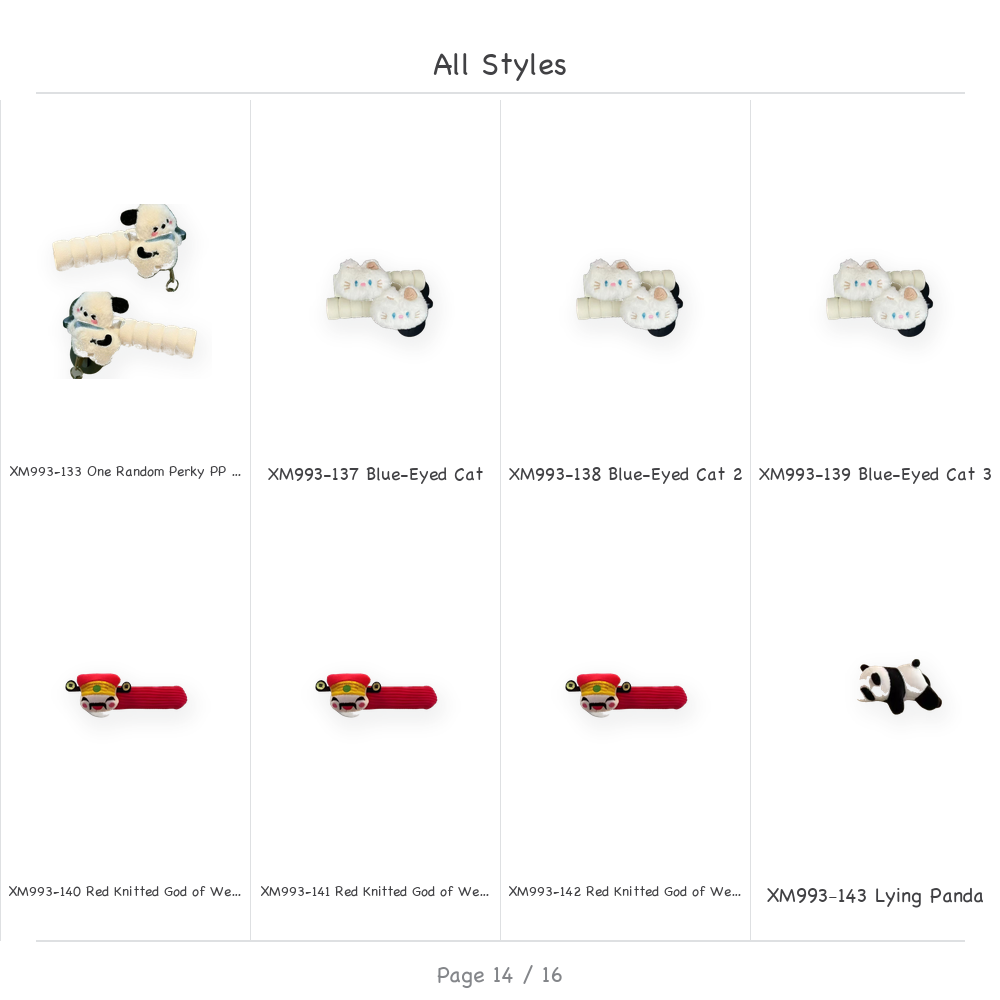 All Styles
XM993-133 One Random Perky PP ...
XM993-137 Blue-Eyed Cat
XM993-138 Blue-Eyed Cat 2
XM993-139 Blue-Eyed Cat 3
XM993-140 Red Knitted God of We...
XM993-141 Red Knitted God of We...
XM993-142 Red Knitted God of We...
XM993-143 Lying Panda
Page 14 / 16